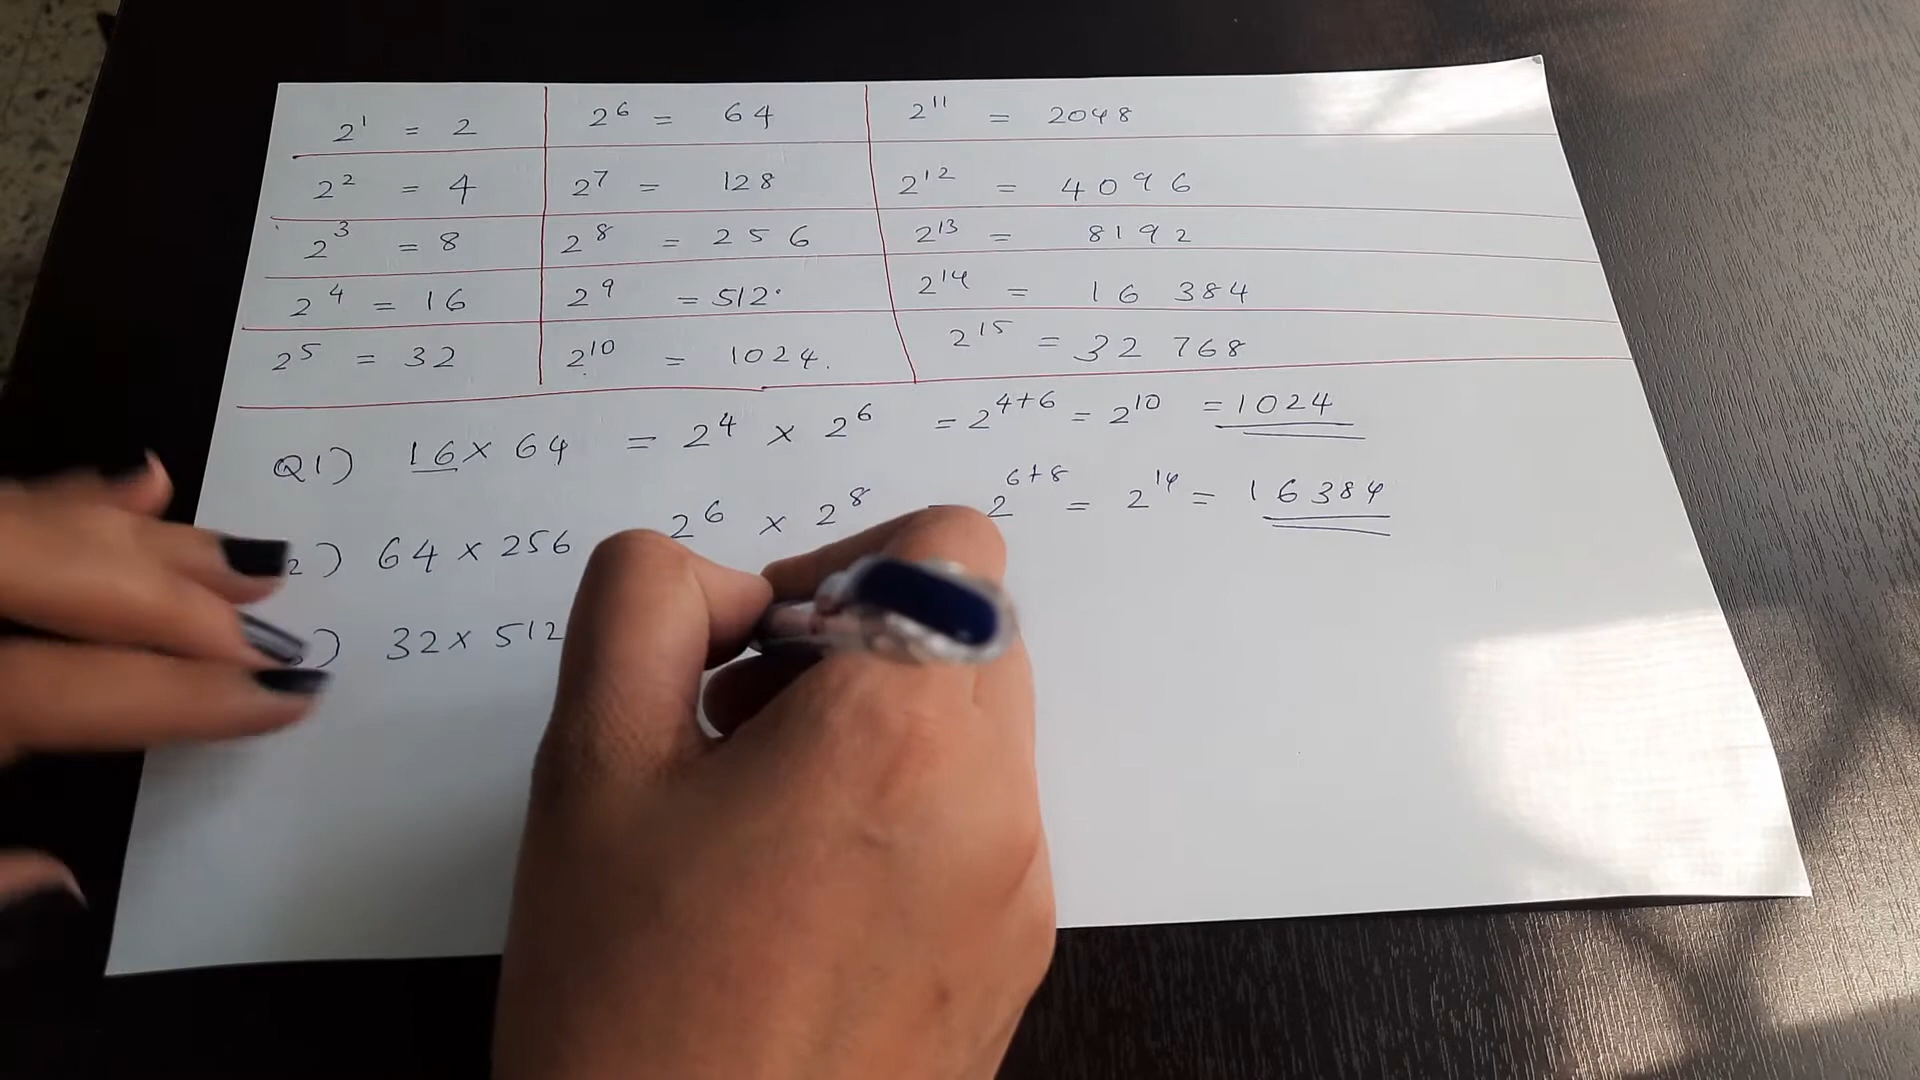 2¹ = 2 2⁶ = 64 2¹¹ = 2048
2² = 4 2⁷ = 128 2¹² = 4096
2³ = 8 2⁸ = 256 2¹³ = 8192
2⁴ = 16 2⁹ = 512 2¹⁴ = 16 384
2⁵ = 32 2¹⁰ = 1024. 2¹⁵ = 32 768
Q1) 16 × 64 = 2⁴ × 2⁶ = 2⁴⁺⁶ = 2¹⁰ = 1024
2) 64 × 256 2⁶ × 2⁸ = 2⁶⁺⁸ = 2¹⁴ = 16384
) 32 × 512